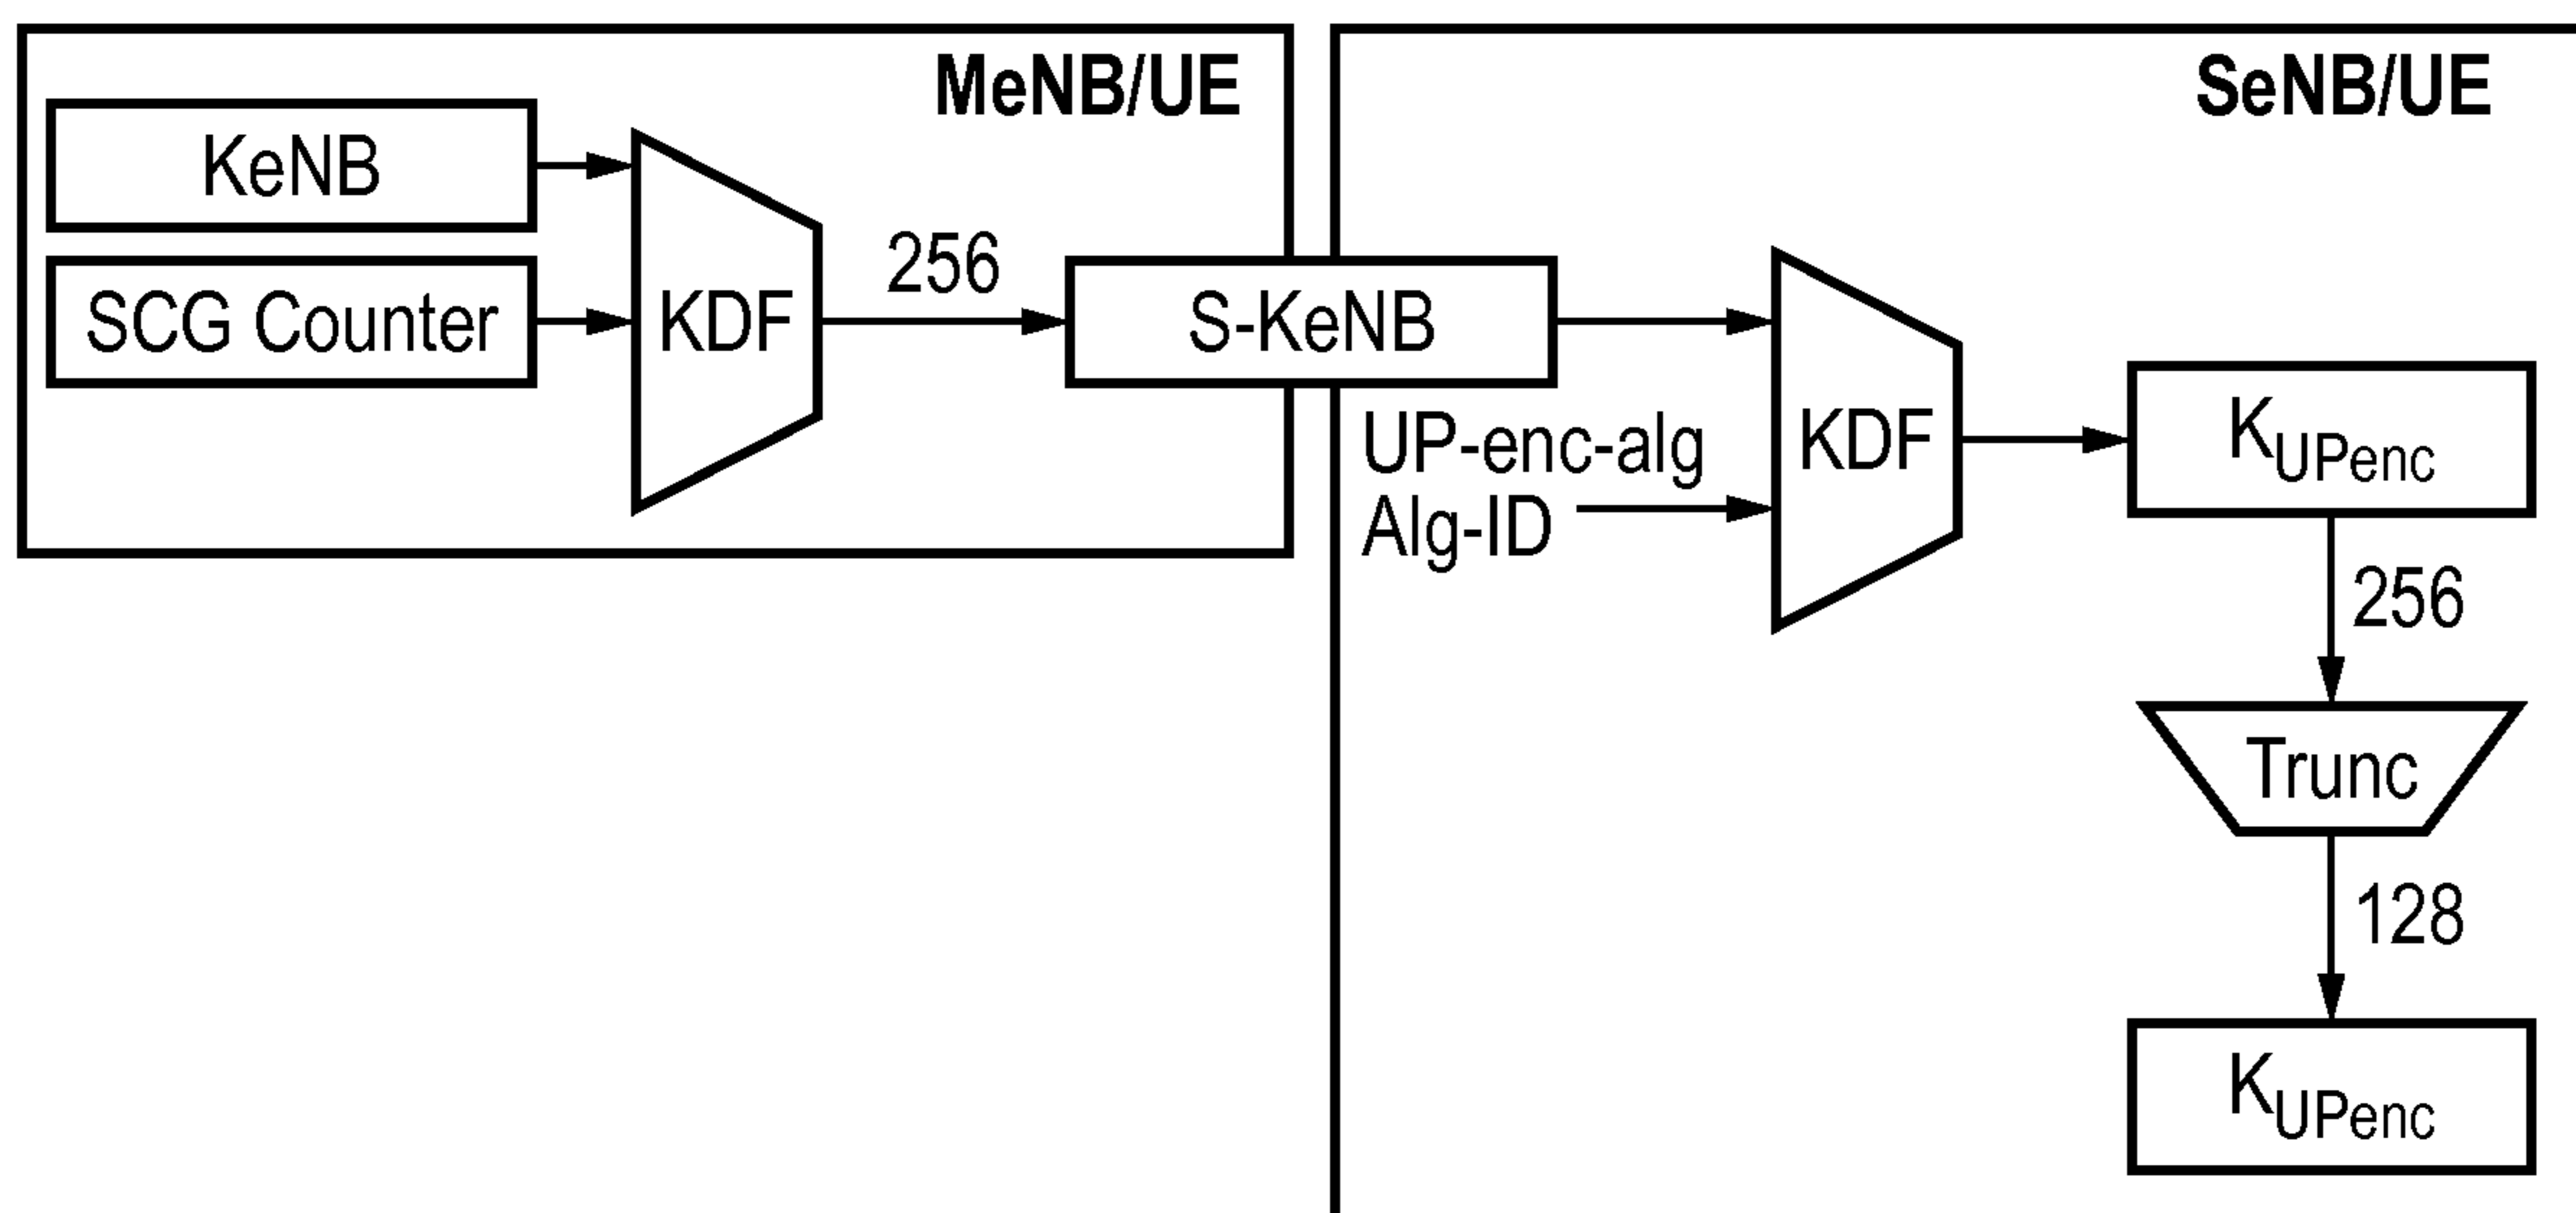 MeNB/UE
KeNB
SCG Counter
KDF
256
S-KeNB
SeNB/UE
UP-enc-alg
Alg-ID
KDF
KUPenc
256
Trunc
128
KUPenc